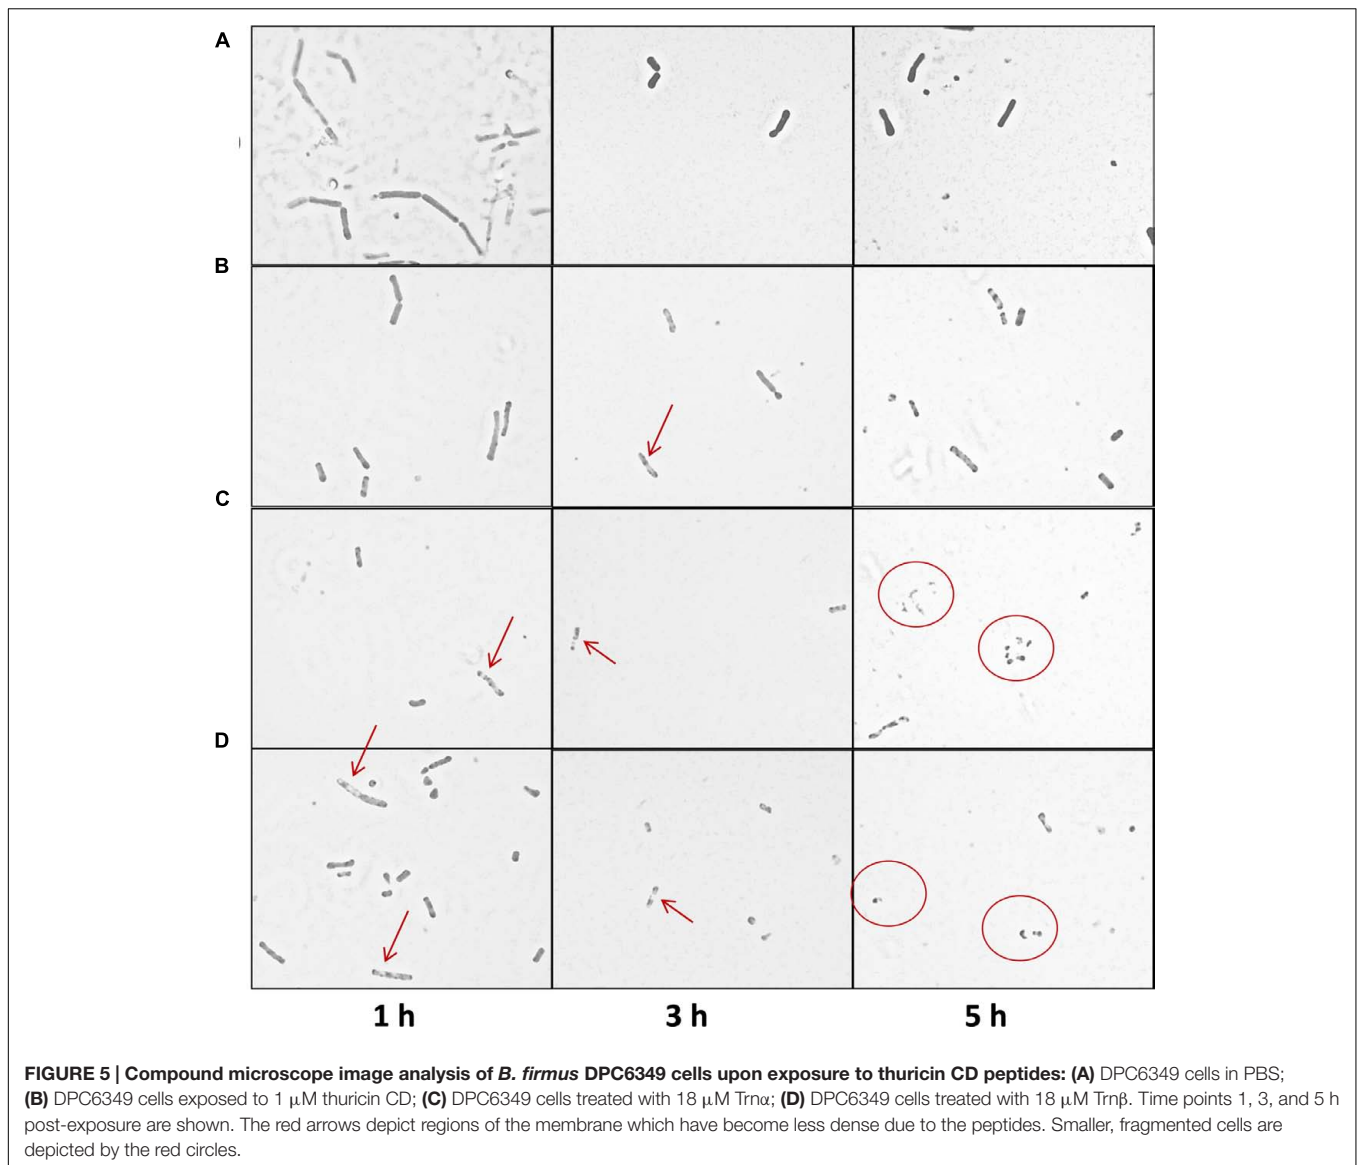 A
B
C
D
1 h
3 h
5 h
FIGURE 5 | Compound microscope image analysis of B. firmus DPC6349 cells upon exposure to thuricin CD peptides: (A) DPC6349 cells in PBS;
(B) DPC6349 cells exposed to 1 μM thuricin CD; (C) DPC6349 cells treated with 18 μM Trnα; (D) DPC6349 cells treated with 18 μM Trnβ. Time points 1, 3, and 5 h
post-exposure are shown. The red arrows depict regions of the membrane which have become less dense due to the peptides. Smaller, fragmented cells are
depicted by the red circles.